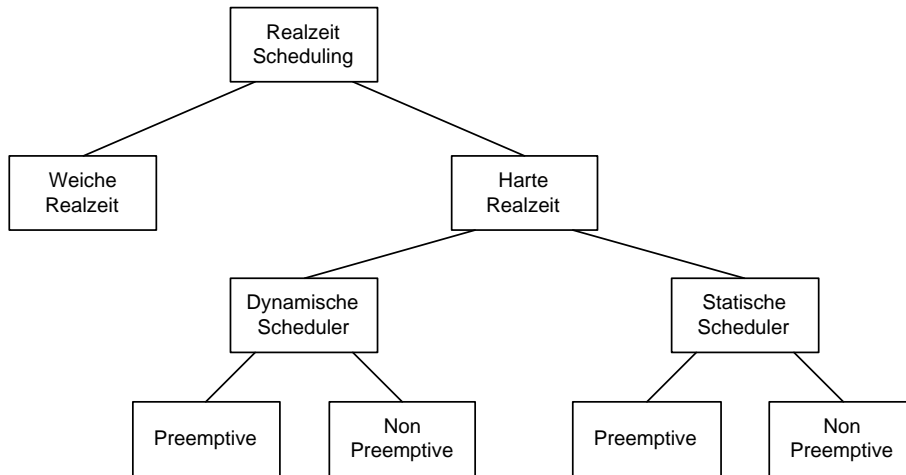 Realzeit
Scheduling
Weiche
Realzeit
Harte
Realzeit
Dynamische
Scheduler
Statische
Scheduler
Preemptive
Non
Preemptive
Preemptive
Non
Preemptive